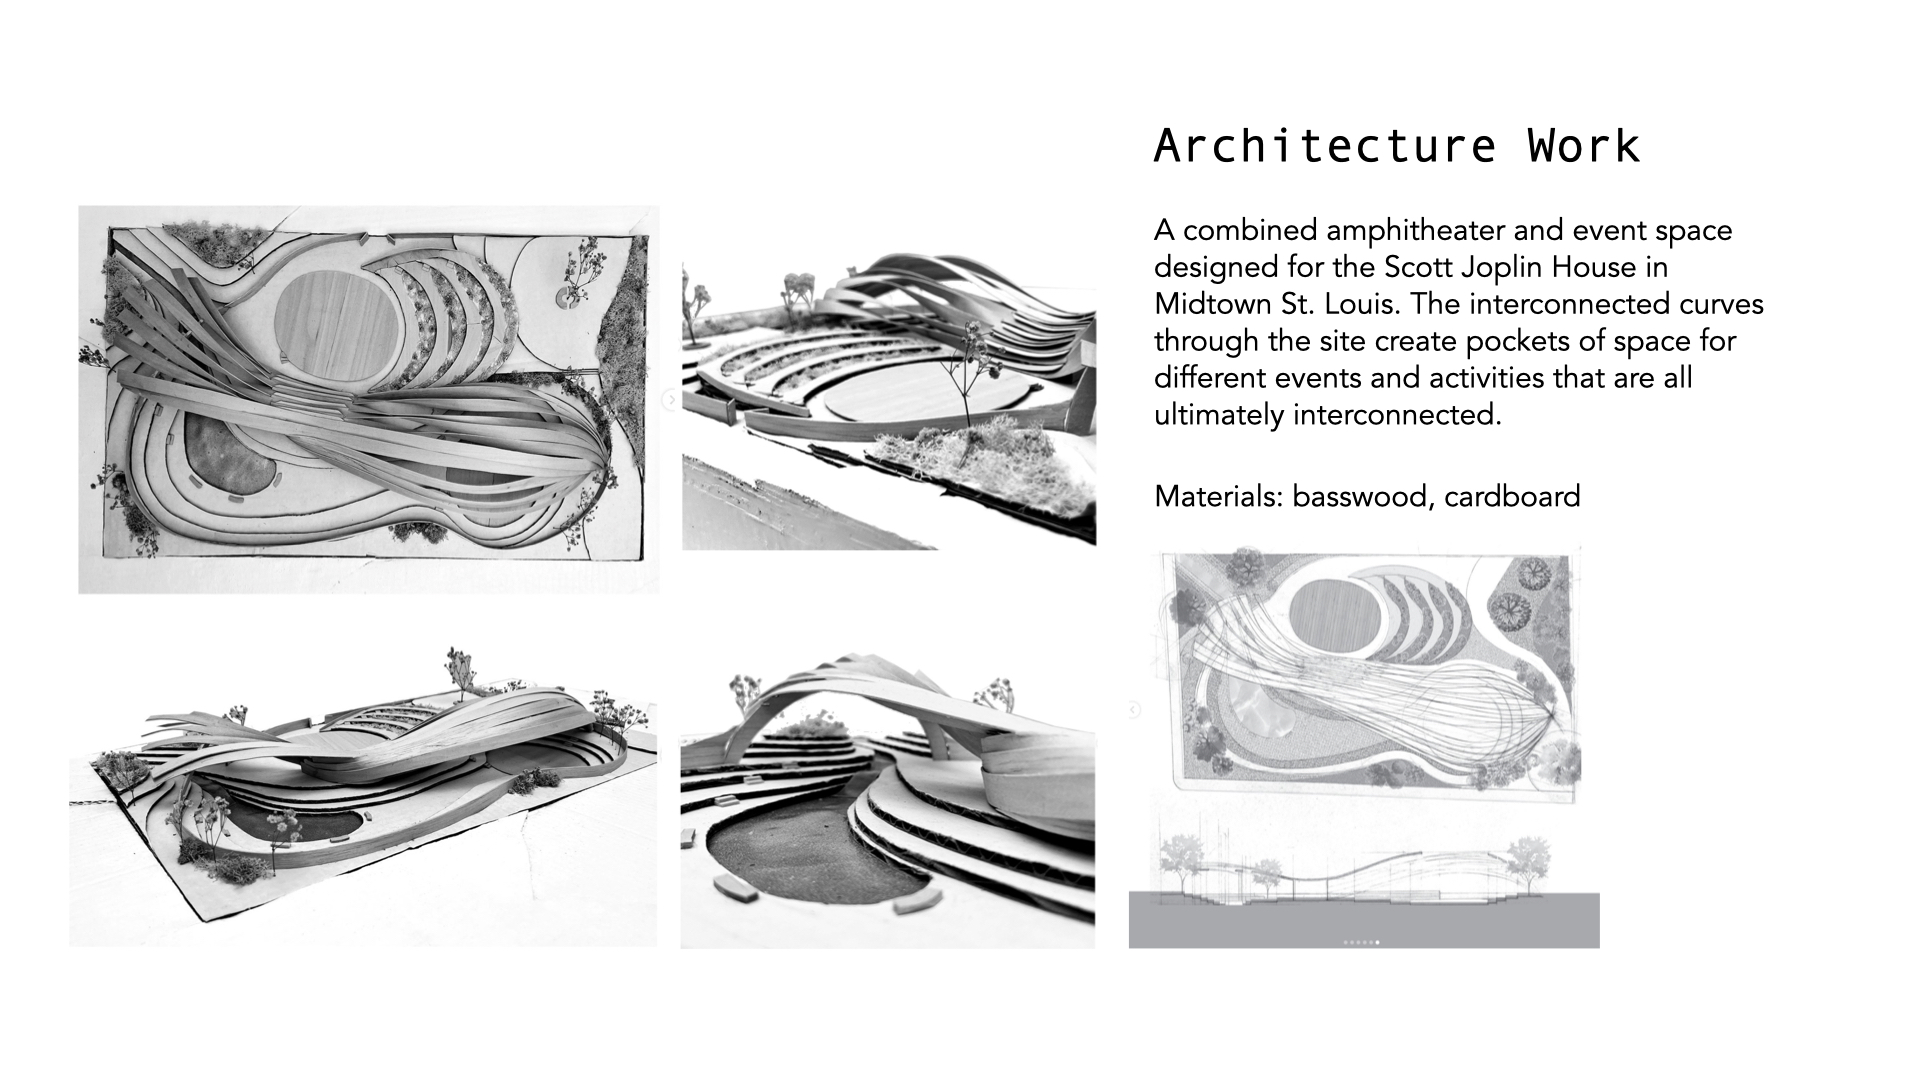 Architecture Work
A combined amphitheater and event space
designed for the Scott Joplin House in
Midtown St. Louis. The interconnected curves
through the site create pockets of space for
different events and activities that are all
ultimately interconnected.
Materials: basswood, cardboard